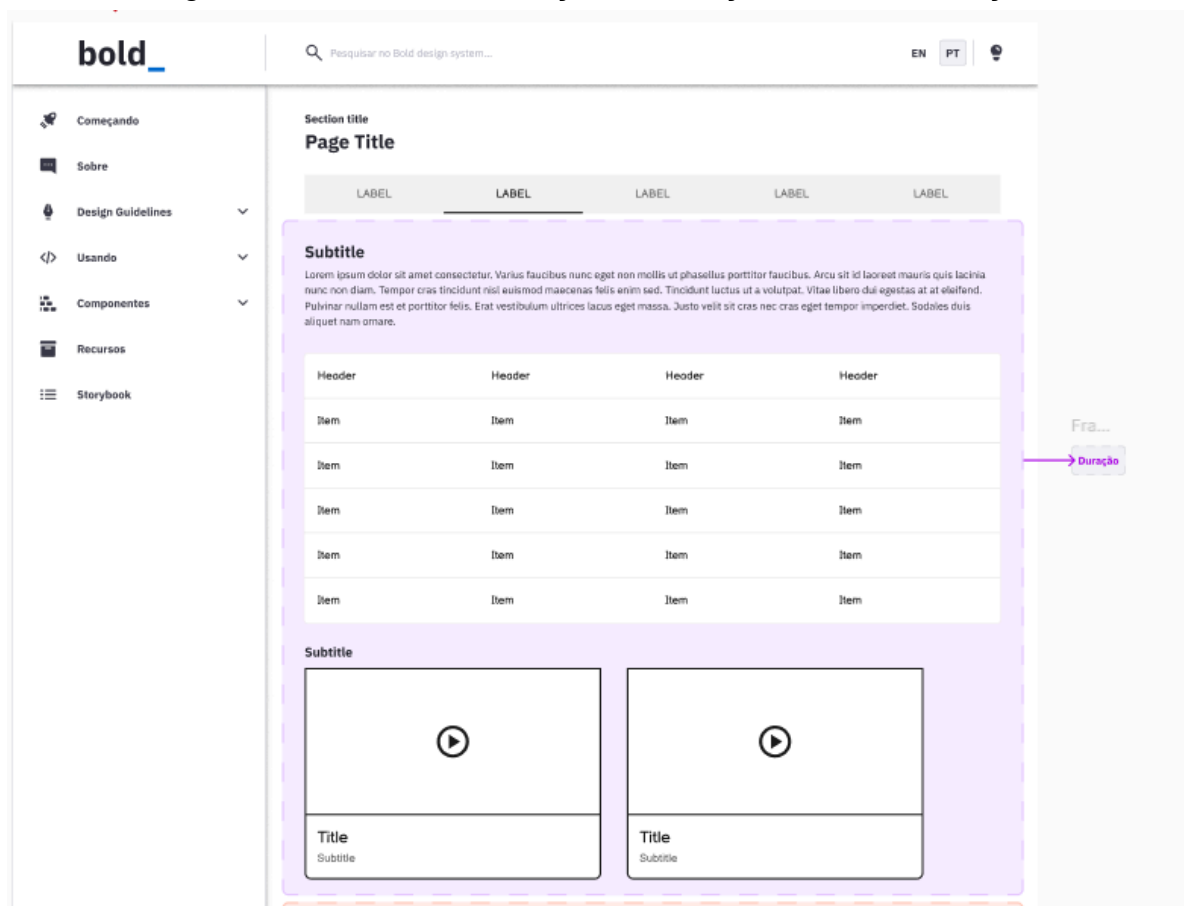 bold_
Pesquisar no Bold design system...
EN PT
Começando
Sobre
Design Guidelines
</> Usando
Componentes
Recursos
Storybook
Section title
Page Title
LABEL LABEL LABEL LABEL LABEL
Subtitle
Lorem ipsum dolor sit amet consectetur. Varius faucibus nunc eget non mollis ut phasellus porttitor faucibus. Arcu sit id laoreet mauris quis lacinia
nunc non diam. Tempor cras tincidunt nisl euismod maecenas felis enim sed. Tincidunt luctus ut a volutpat. Vitae libero dui egestas at at eleifend.
Pulvinar nullam est et porttitor felis. Erat vestibulum ultrices lacus eget massa. Justo velit sit cras nec cras eget tempor imperdiet. Sodales duis
aliquet nam ornare.
Header Header Header Header
Item Item Item Item
Item Item Item Item
Item Item Item Item
Item Item Item Item
Item Item Item Item
Subtitle
Title
Subtitle
Title
Subtitle
Fra...
Duração